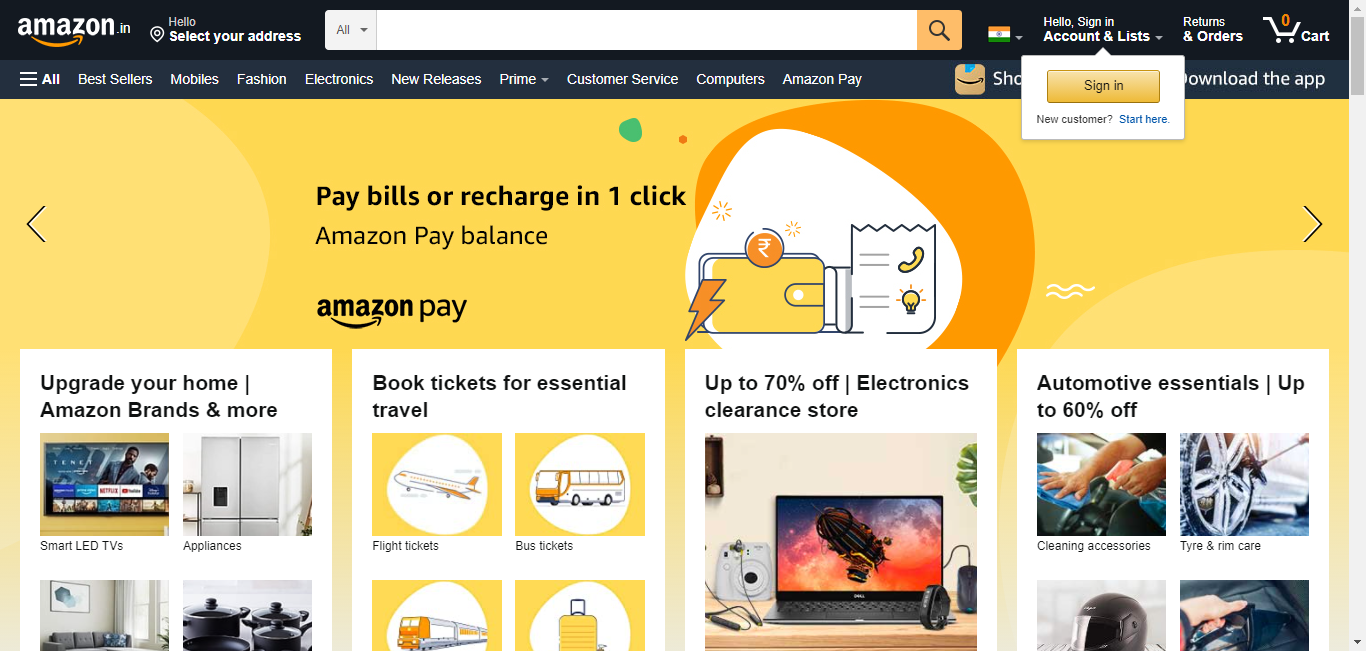 amazon.in
Hello
Select your address
All
Hello, Sign in
Account & Lists
Returns
& Orders
0
Cart
All
Best Sellers
Mobiles
Fashion
Electronics
New Releases
Prime
Customer Service
Computers
Amazon Pay
Sho
Download the app
Sign in
New customer? Start here.
Pay bills or recharge in 1 click
Amazon Pay balance
amazon pay
₹
Upgrade your home |
Amazon Brands & more
TENET
NETFLIX
YouTube
Smart LED TVs
Appliances
Book tickets for essential
travel
Flight tickets
Bus tickets
Up to 70% off | Electronics
clearance store
DELL
Automotive essentials | Up
to 60% off
Cleaning accessories
Tyre & rim care